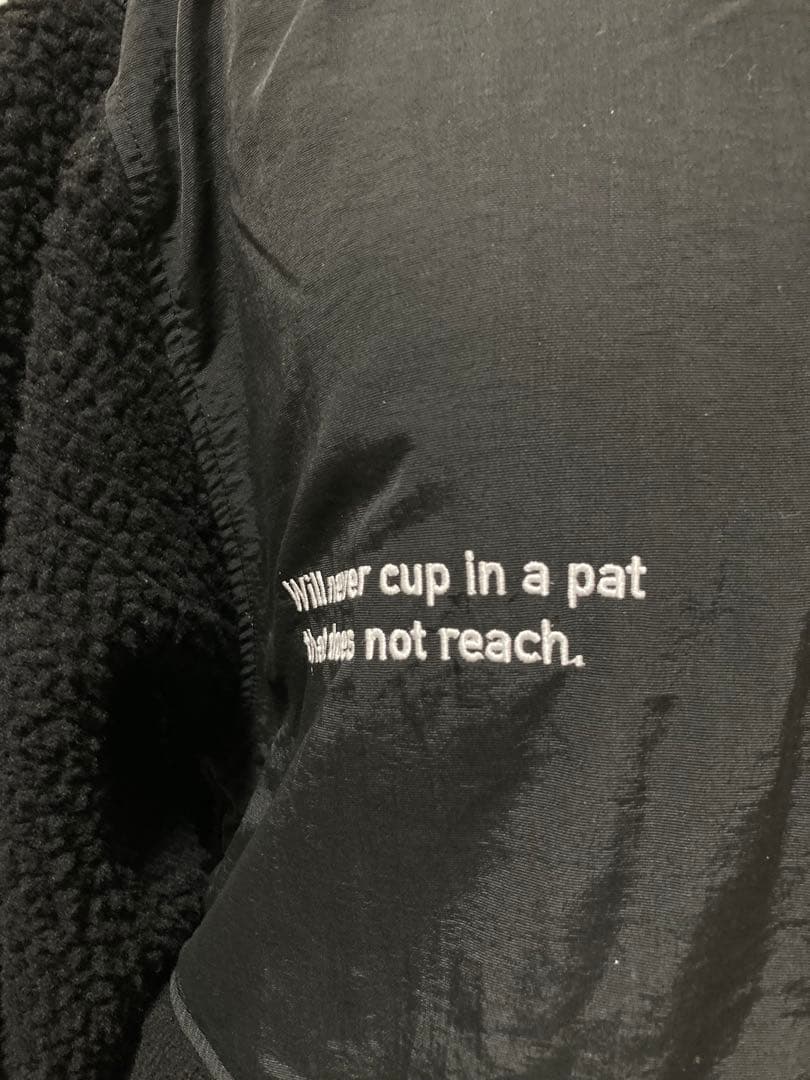 Will never cup in a pat
that does not reach.